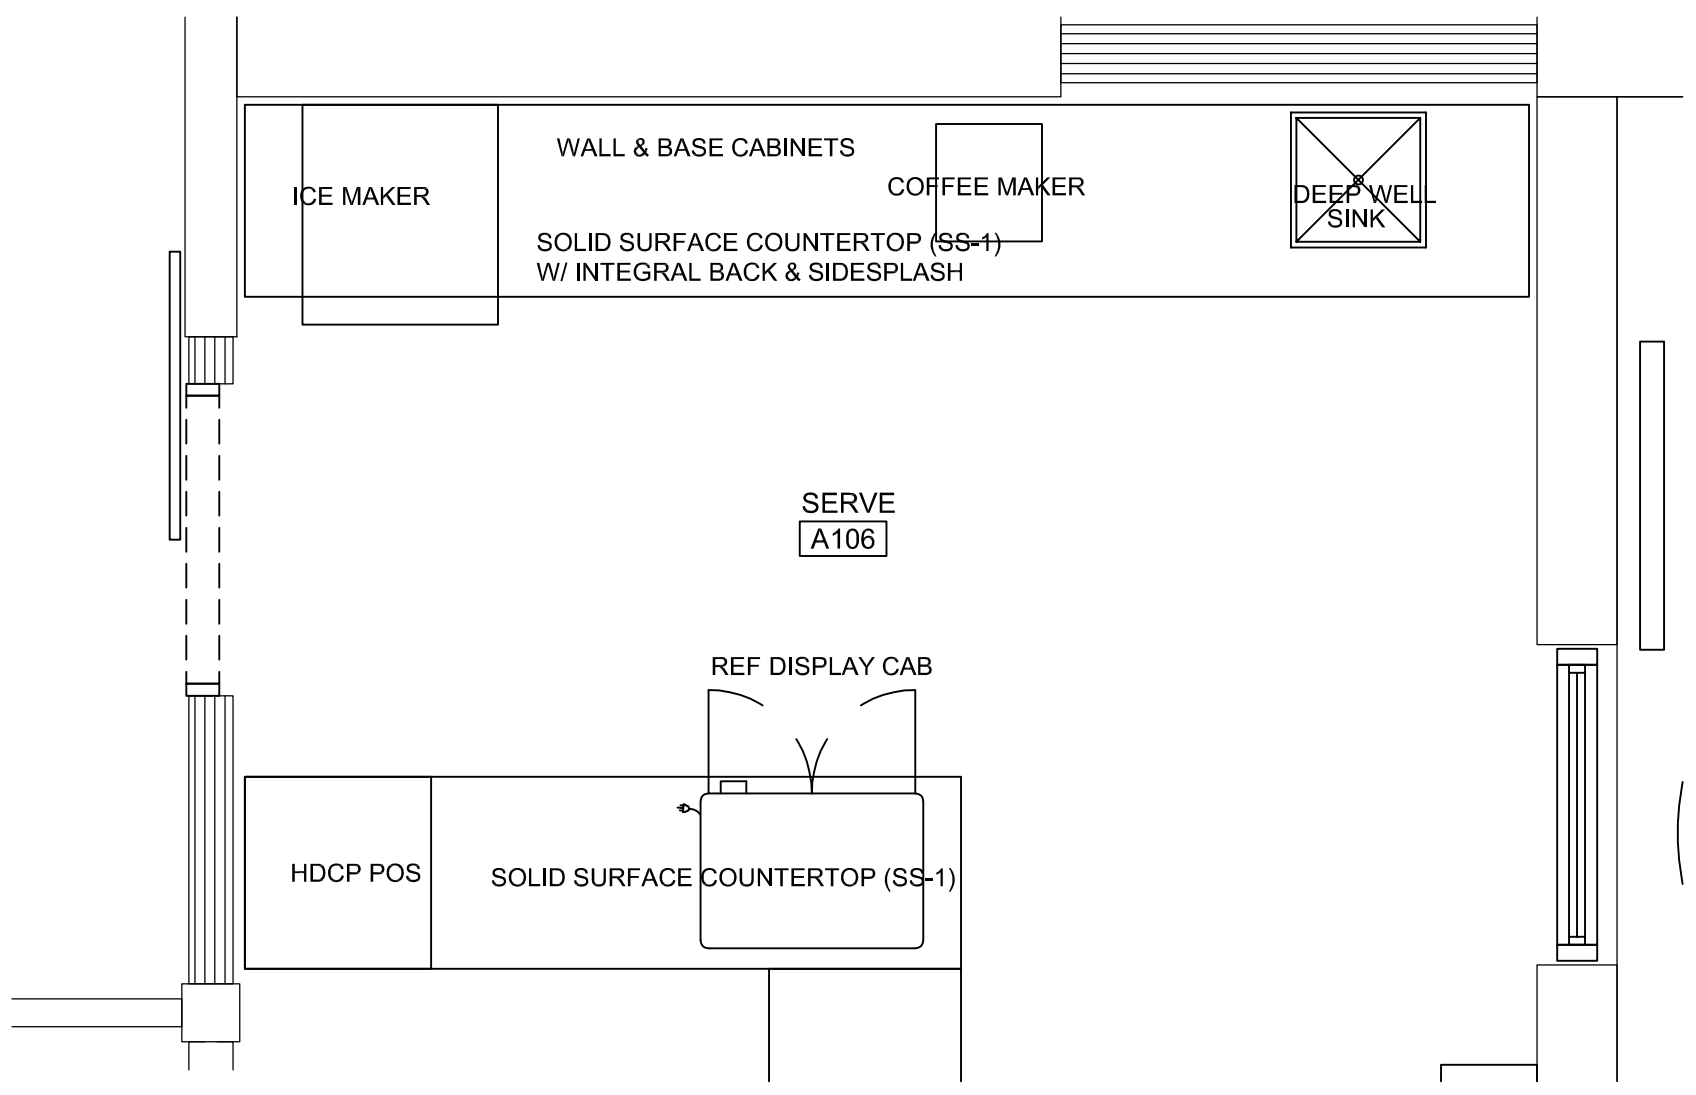 WALL & BASE CABINETS
ICE MAKER
COFFEE MAKER
DEEP WELL
SINK
SOLID SURFACE COUNTERTOP (SS-1)
W/ INTEGRAL BACK & SIDESPLASH
SERVE
A106
REF DISPLAY CAB
HDCP POS
SOLID SURFACE COUNTERTOP (SS-1)